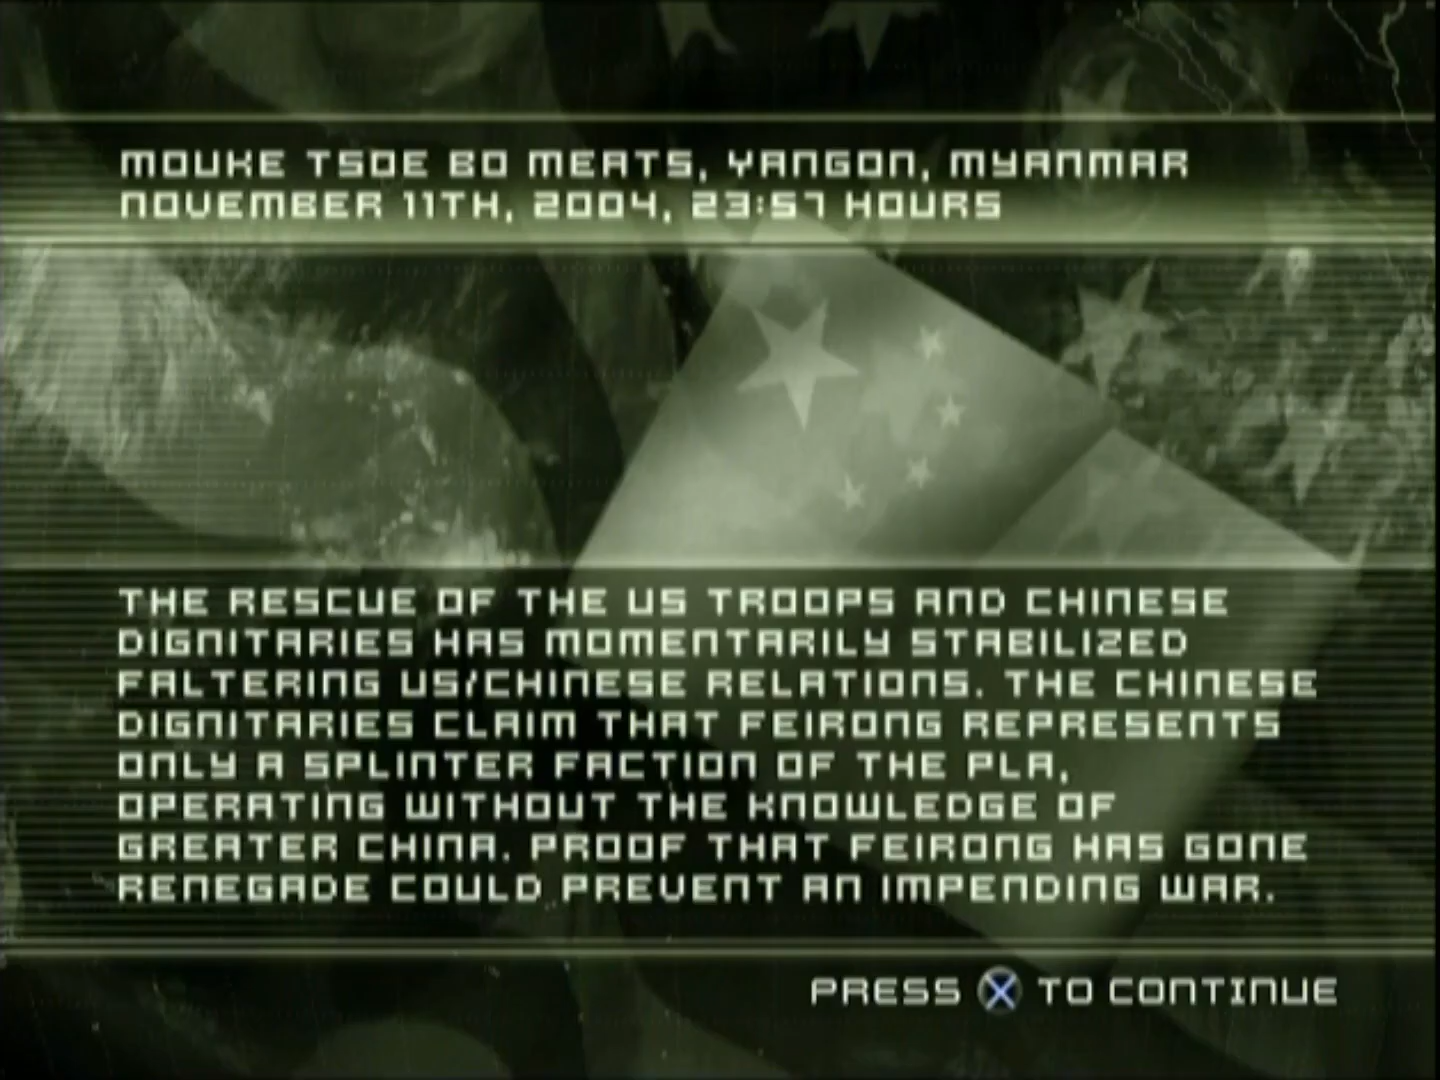 MOUKE TSOE BO MEATS, YANGON, MYANMAR
NOVEMBER 11TH, 2004, 23:57 HOURS
THE RESCUE OF THE US TROOPS AND CHINESE
DIGNITARIES HAS MOMENTARILY STABILIZED
FALTERING US/CHINESE RELATIONS. THE CHINESE
DIGNITARIES CLAIM THAT FEIRONG REPRESENTS
ONLY A SPLINTER FACTION OF THE PLA,
OPERATING WITHOUT THE KNOWLEDGE OF
GREATER CHINA. PROOF THAT FEIRONG HAS GONE
RENEGADE COULD PREVENT AN IMPENDING WAR.
PRESS X TO CONTINUE